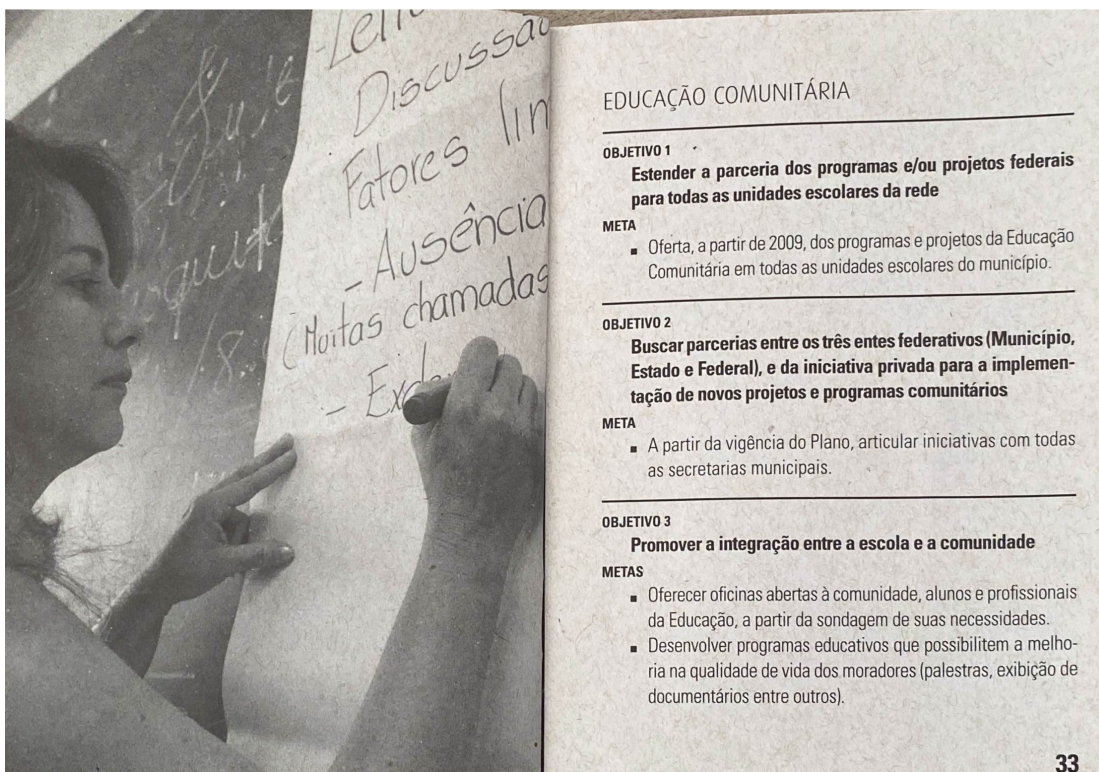 Discussão
Fatores
- Ausência
(Muitas chamadas
EDUCAÇÃO COMUNITÁRIA
OBJETIVO 1
Estender a parceria dos programas e/ou projetos federais
para todas as unidades escolares da rede
META
▪ Oferta, a partir de 2009, dos programas e projetos da Educação
Comunitária em todas as unidades escolares do município.
OBJETIVO 2
Buscar parcerias entre os três entes federativos (Município,
Estado e Federal), e da iniciativa privada para a implemen-
tação de novos projetos e programas comunitários
META
▪ A partir da vigência do Plano, articular iniciativas com todas
as secretarias municipais.
OBJETIVO 3
Promover a integração entre a escola e a comunidade
METAS
▪ Oferecer oficinas abertas à comunidade, alunos e profissionais
da Educação, a partir da sondagem de suas necessidades.
▪ Desenvolver programas educativos que possibilitem a melho-
ria na qualidade de vida dos moradores (palestras, exibição de
documentários entre outros).
33